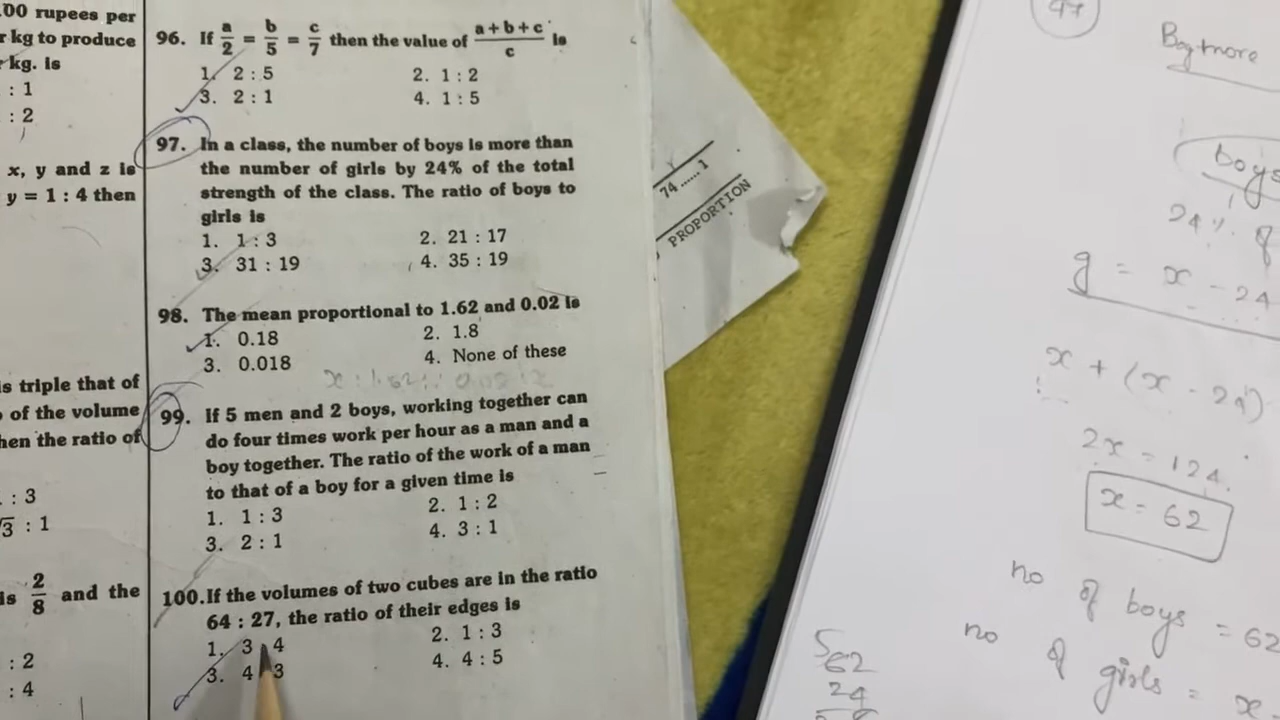 00 rupees per
kg to produce
kg. is
: 1
: 2
x, y and z is
y = 1 : 4 then
is triple that of
of the volume
hen the ratio of
: 3
√3 : 1
is 2/8 and the
: 2
: 4
96. If a/2 = b/5 = c/7 then the value of (a+b+c)/c is
1. 2 : 5 2. 1 : 2
3. 2 : 1 4. 1 : 5
97. In a class, the number of boys is more than
the number of girls by 24% of the total
strength of the class. The ratio of boys to
girls is
1. 1 : 3 2. 21 : 17
3. 31 : 19 4. 35 : 19
98. The mean proportional to 1.62 and 0.02 is
1. 0.18 2. 1.8
3. 0.018 4. None of these
99. If 5 men and 2 boys, working together can
do four times work per hour as a man and a
boy together. The ratio of the work of a man
to that of a boy for a given time is
1. 1 : 3 2. 1 : 2
3. 2 : 1 4. 3 : 1
100. If the volumes of two cubes are in the ratio
64 : 27, the ratio of their edges is
1. 3 4 2. 1 : 3
3. 4 3 4. 4 : 5
74 ...... 1
PROPORTION
97
boys
24% of
g = x - 24
x + (x - 24)
2x = 124
x = 62
no of boys = 62
no of girls = x -
62
24